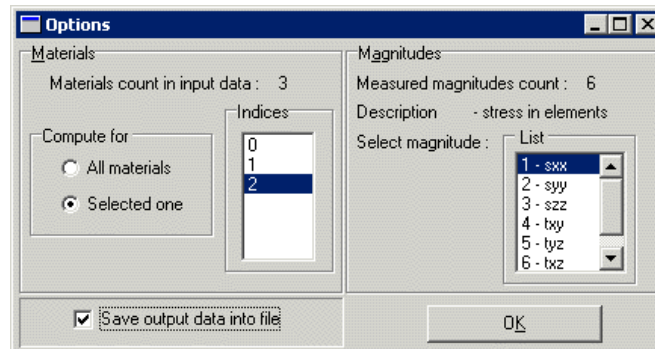 Options
Materials
Materials count in input data : 3
Indices
0
1
2
Compute for
All materials
Selected one
Magnitudes
Measured magnitudes count : 6
Description - stress in elements
Select magnitude :
List
1 - sxx
2 - syy
3 - szz
4 - txy
5 - tyz
6 - txz
Save output data into file
OK